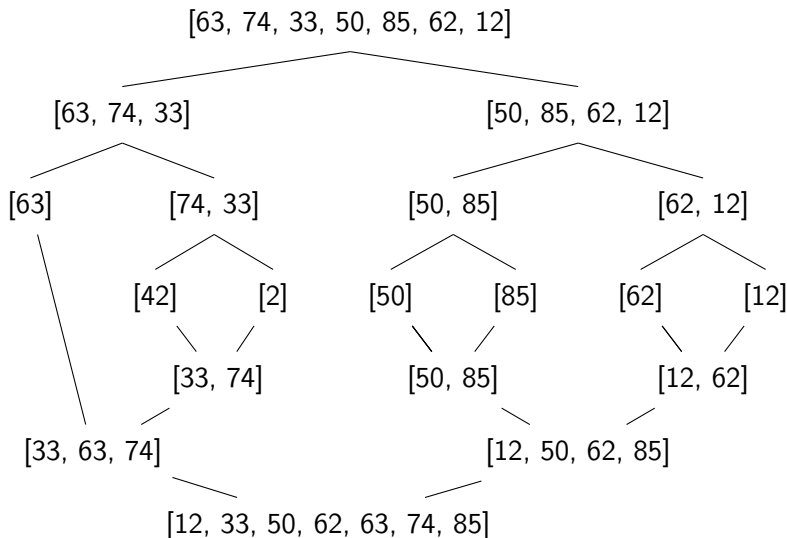 [63, 74, 33, 50, 85, 62, 12]
[63, 74, 33] [50, 85, 62, 12]
[63] [74, 33] [50, 85] [62, 12]
[42] [2] [50] [85] [62] [12]
[33, 74] [50, 85] [12, 62]
[33, 63, 74] [12, 50, 62, 85]
[12, 33, 50, 62, 63, 74, 85]